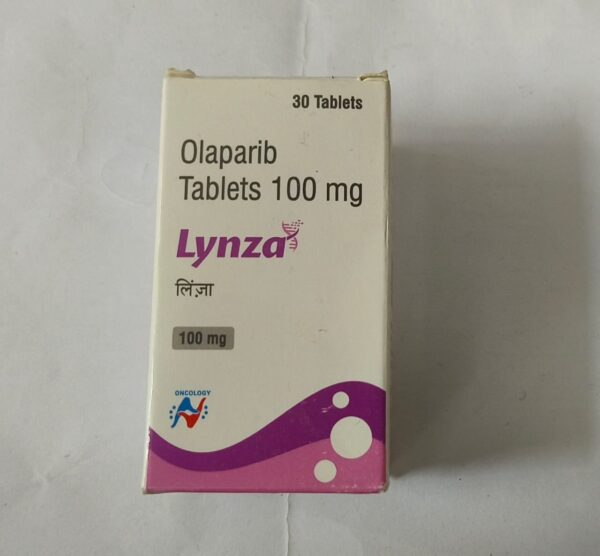 30 Tablets
Olaparib
Tablets 100 mg
Lynza
लिंज़ा
100 mg
ONCOLOGY